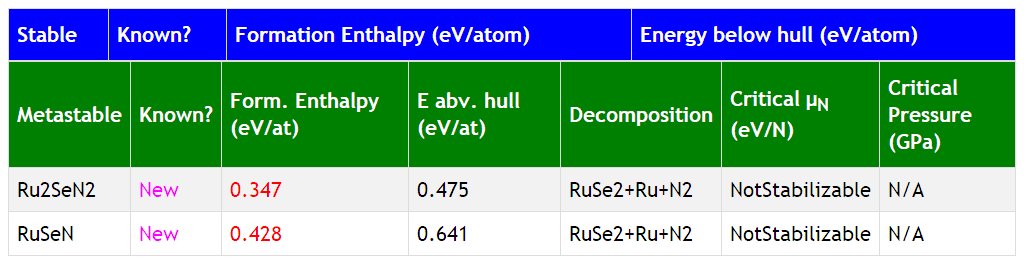 Stable Known? Formation Enthalpy (eV/atom) Energy below hull (eV/atom)
Metastable Known? Form. Enthalpy (eV/at) E abv. hull (eV/at) Decomposition Critical μN (eV/N) Critical Pressure (GPa)
Ru2SeN2 New 0.347 0.475 RuSe2+Ru+N2 NotStabilizable N/A
RuSeN New 0.428 0.641 RuSe2+Ru+N2 NotStabilizable N/A